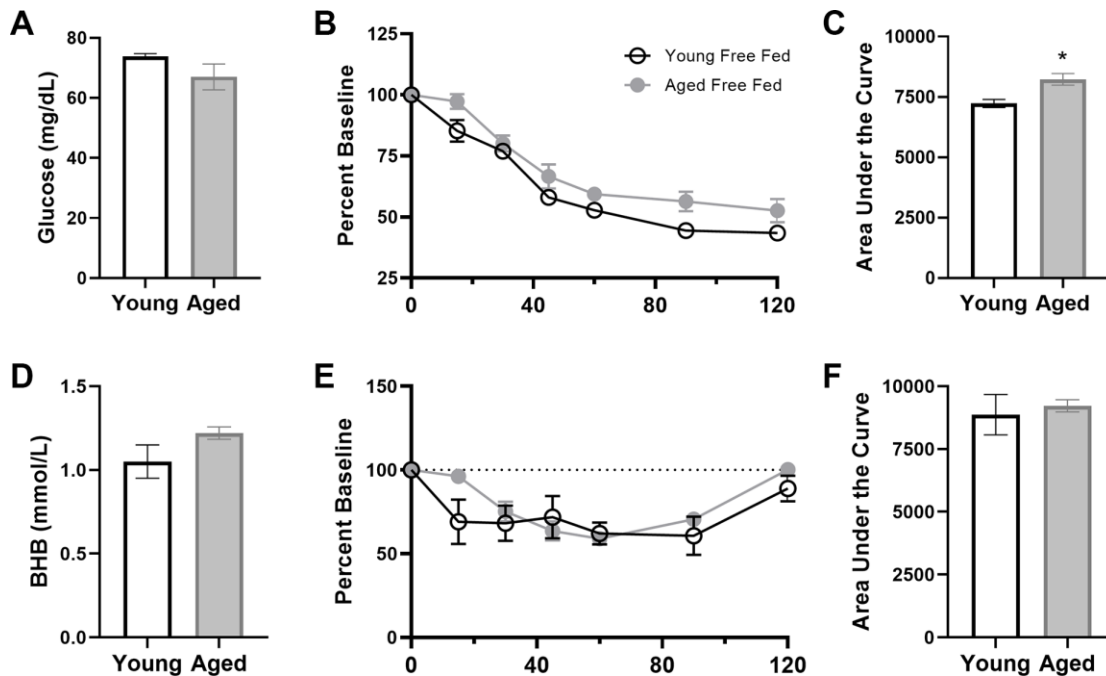 A
Glucose (mg/dL)
80
60
40
20
0
Young Aged
B
Percent Baseline
125
100
75
50
25
0 40 80 120
Young Free Fed
Aged Free Fed
C
Area Under the Curve
10000
7500
5000
2500
0
*
Young Aged
D
BHB (mmol/L)
1.5
1.0
0.5
0.0
Young Aged
E
Percent Baseline
150
100
50
0
0 40 80 120
F
Area Under the Curve
10000
7500
5000
2500
0
Young Aged